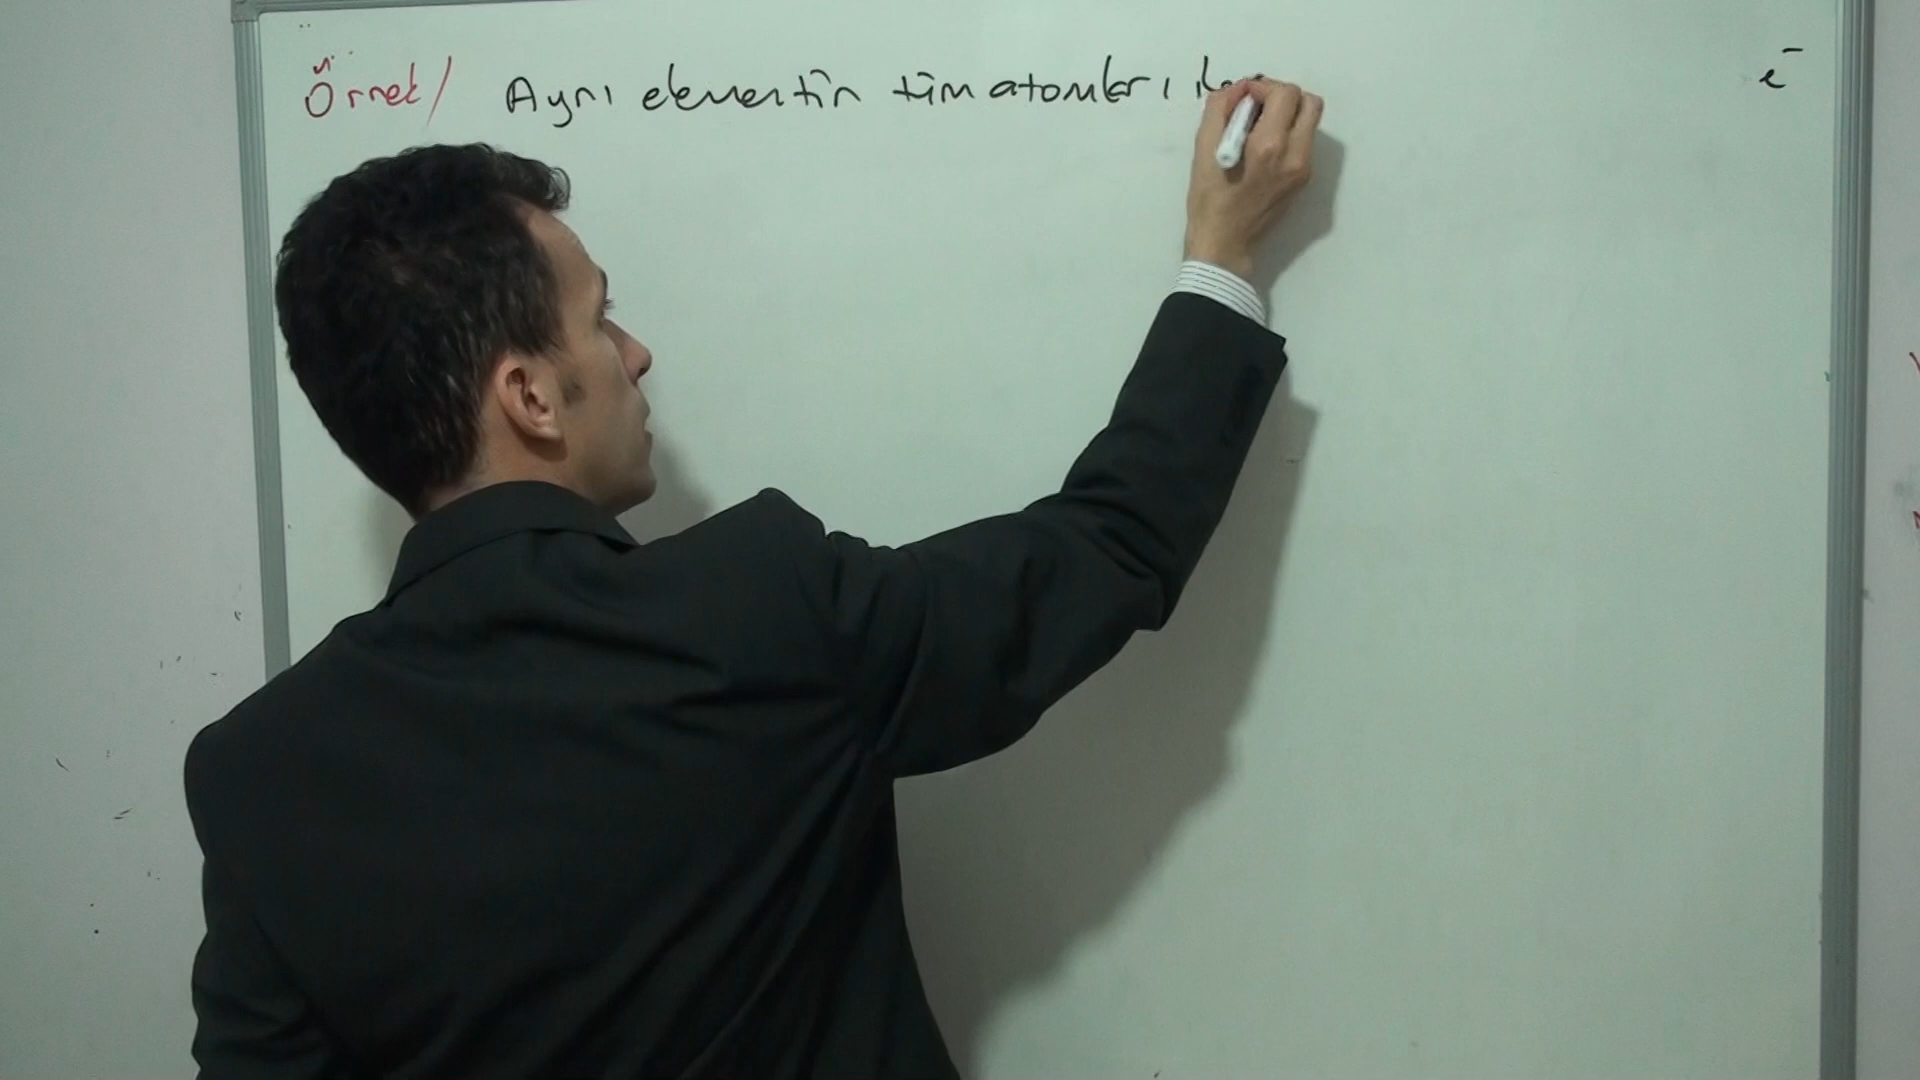 Örnek/ Aynı elementin tüm atomları
e⁻